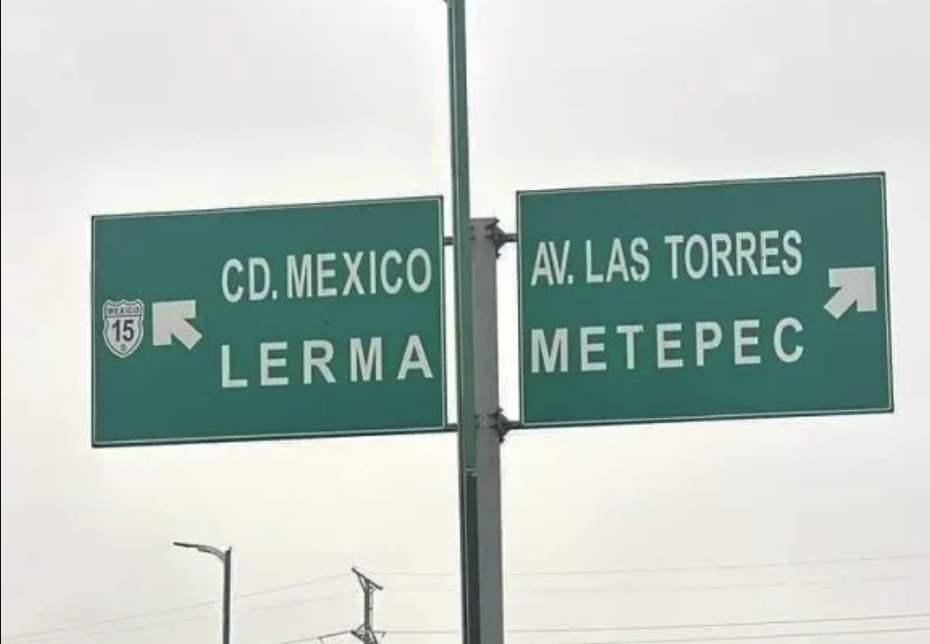 CD. MEXICO
LERMA
MEXICO
15
D
AV. LAS TORRES
METEPEC